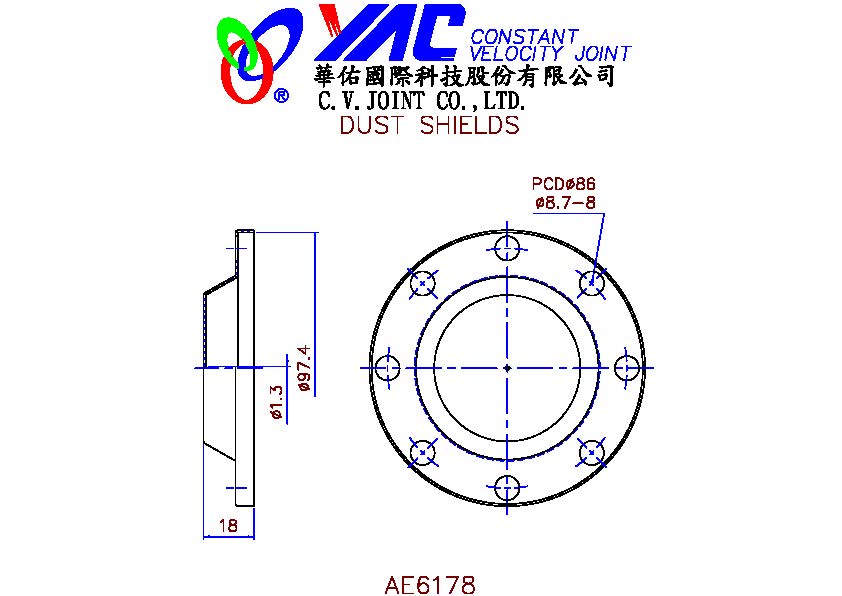 YAC CONSTANT
VELOCITY JOINT
®
華佑國際科技股份有限公司
C.V.JOINT CO.,LTD.
DUST SHIELDS
PCDø86
ø8.7-8
ø97.4
ø1.3
18
AE6178